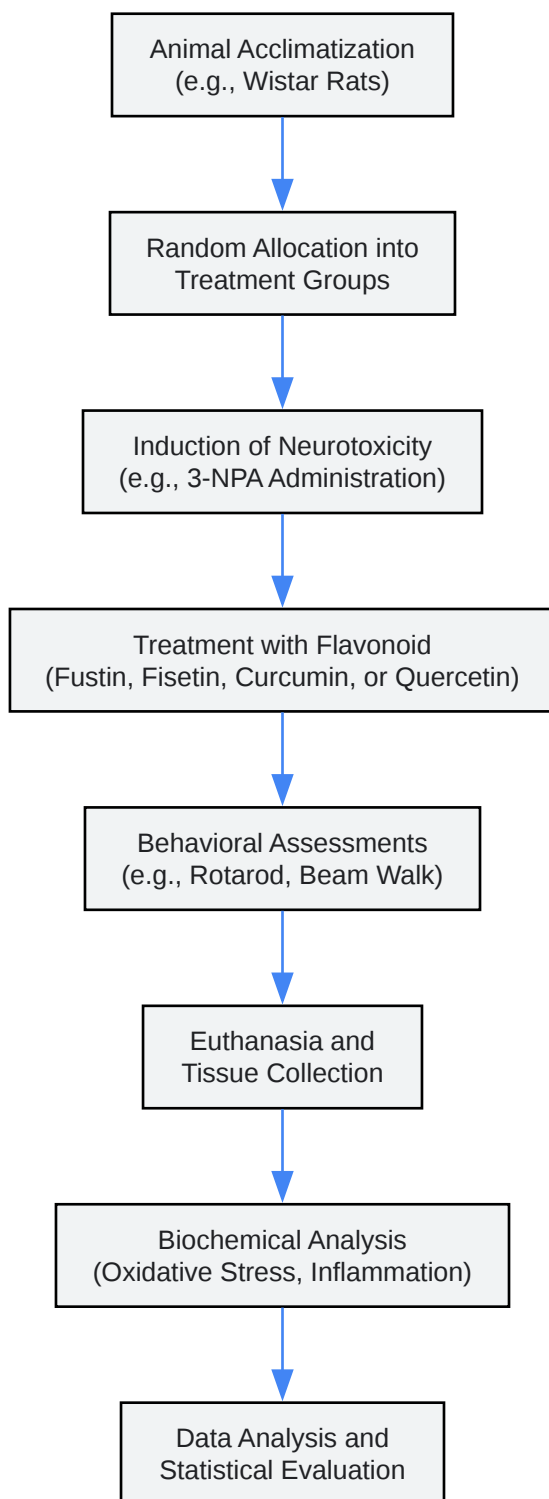 Animal Acclimatization
(e.g., Wistar Rats)
Random Allocation into
Treatment Groups
Induction of Neurotoxicity
(e.g., 3-NPA Administration)
Treatment with Flavonoid
(Fustin, Fisetin, Curcumin, or Quercetin)
Behavioral Assessments
(e.g., Rotarod, Beam Walk)
Euthanasia and
Tissue Collection
Biochemical Analysis
(Oxidative Stress, Inflammation)
Data Analysis and
Statistical Evaluation